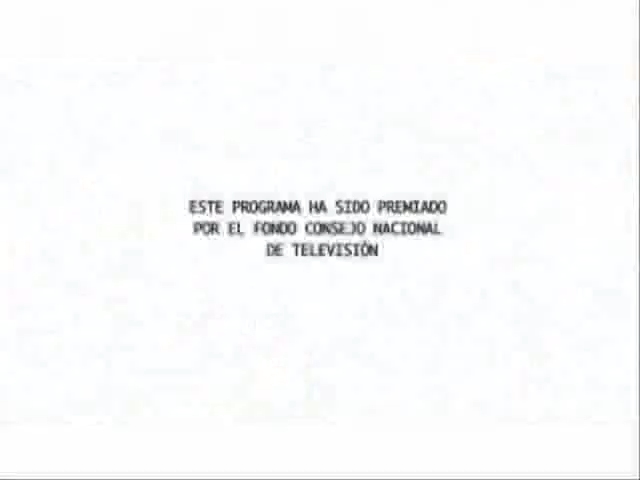 ESTE PROGRAMA HA SIDO PREMIADO
POR EL FONDO CONSEJO NACIONAL
DE TELEVISIÓN